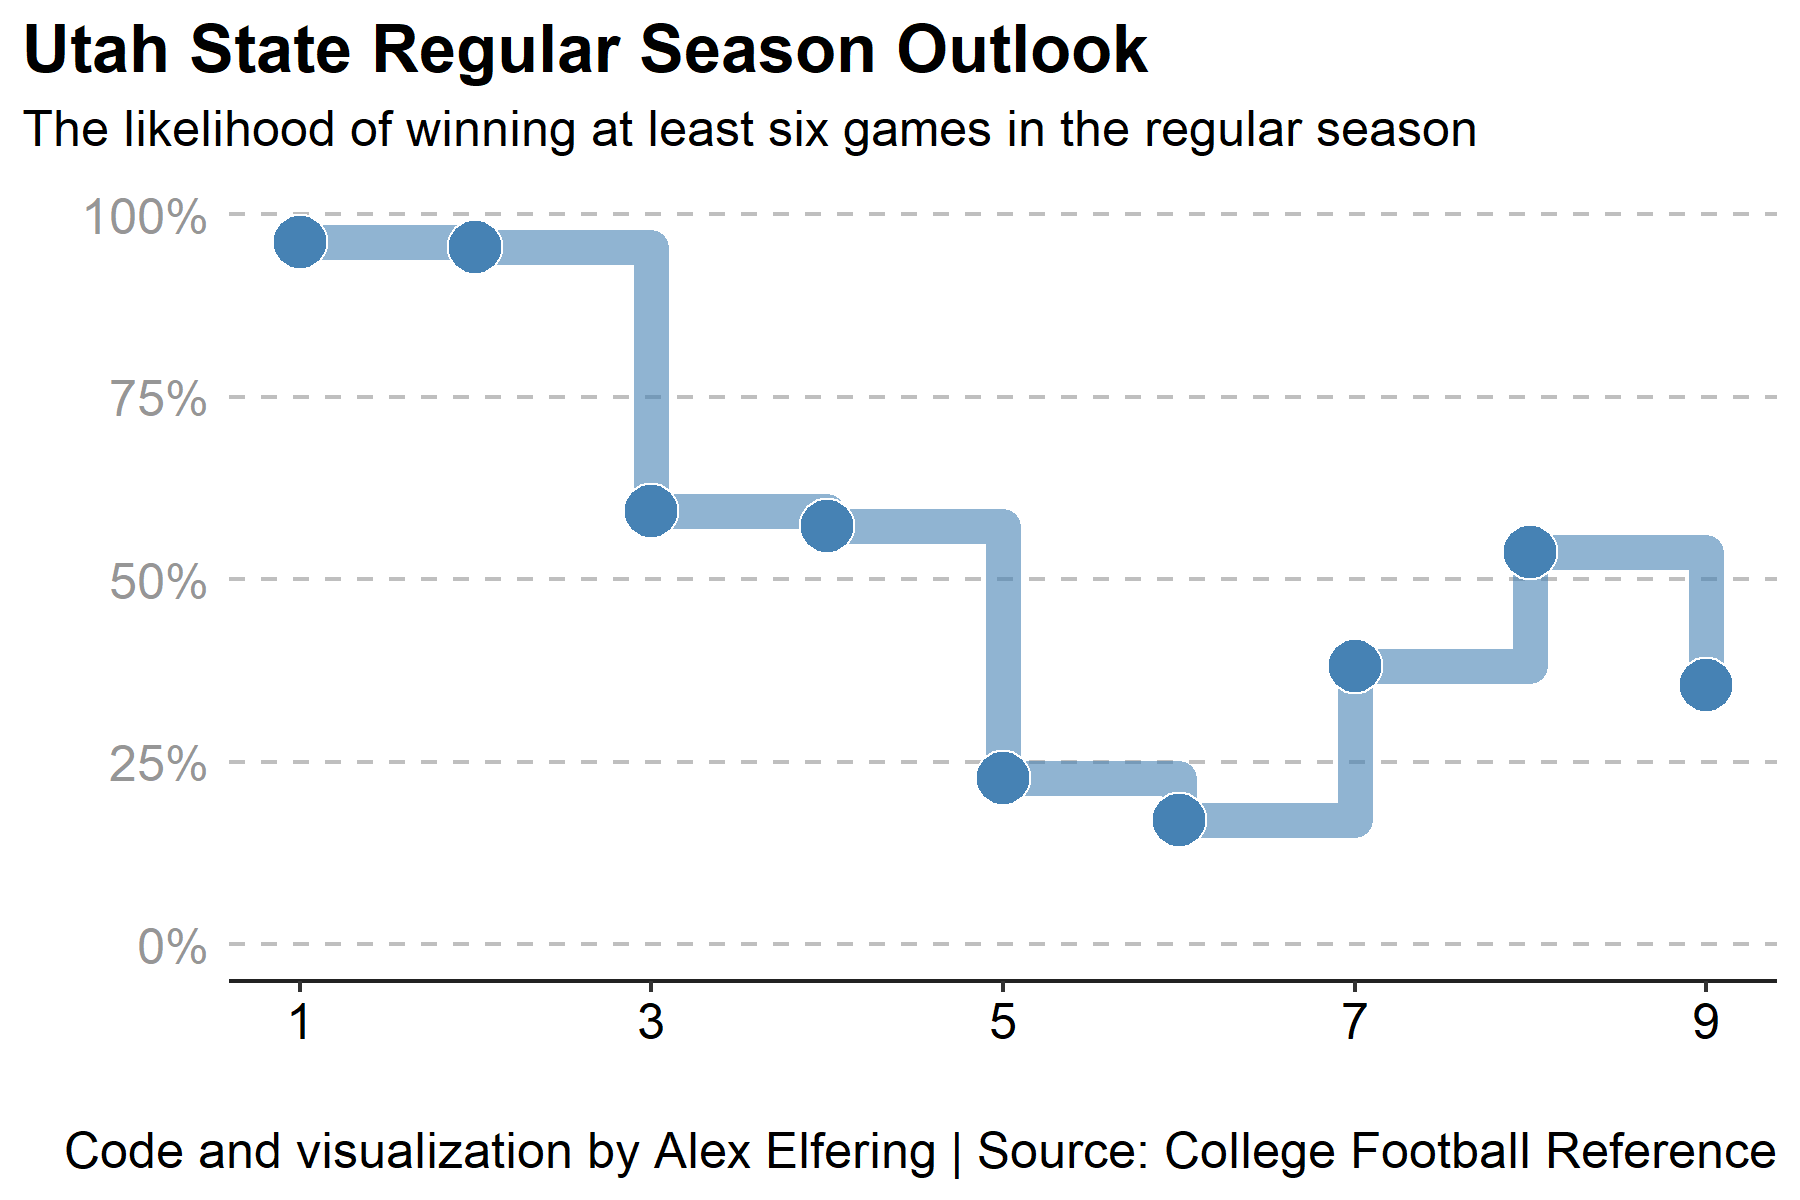 Utah State Regular Season Outlook
The likelihood of winning at least six games in the regular season
100%
75%
50%
25%
0%
1 3 5 7 9
Code and visualization by Alex Elfering | Source: College Football Reference